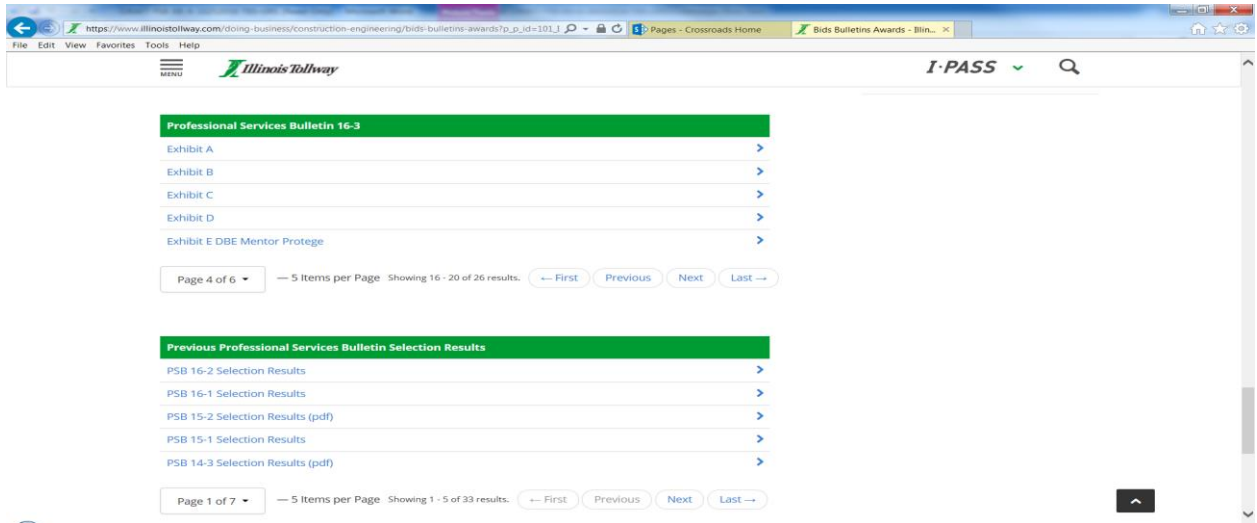 https://www.illinoistollway.com/doing-business/construction-engineering/bids-bulletins-awards?p_p_id=101_I
Pages - Crossroads Home
Bids Bulletins Awards - Illin...
File Edit View Favorites Tools Help
MENU
Illinois Tollway
I·PASS
Professional Services Bulletin 16-3
Exhibit A
Exhibit B
Exhibit C
Exhibit D
Exhibit E DBE Mentor Protege
Page 4 of 6 — 5 Items per Page Showing 16 - 20 of 26 results. ← First Previous Next Last →
Previous Professional Services Bulletin Selection Results
PSB 16-2 Selection Results
PSB 16-1 Selection Results
PSB 15-2 Selection Results (pdf)
PSB 15-1 Selection Results
PSB 14-3 Selection Results (pdf)
Page 1 of 7 — 5 Items per Page Showing 1 - 5 of 33 results. ← First Previous Next Last →